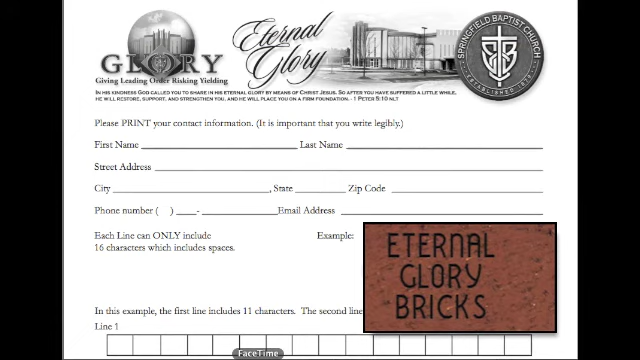 GLORY
Giving Leading Order Risking Yielding
Eternal
Glory
SPRINGFIELD BAPTIST CHURCH
IN HIS KINDNESS GOD CALLED YOU TO SHARE IN HIS ETERNAL GLORY BY MEANS OF CHRIST JESUS. SO AFTER YOU HAVE SUFFERED A LITTLE WHILE,
HE WILL RESTORE, SUPPORT, AND STRENGTHEN YOU, AND HE WILL PLACE YOU ON A FIRM FOUNDATION. - 1 PETER 5:10 NLT
Please PRINT your contact information. (It is important that you write legibly.)
First Name Last Name
Street Address
City , State Zip Code
Phone number ( ) - Email Address
Each Line can ONLY include Example:
16 characters which includes spaces.
ETERNAL
GLORY
BRICKS
In this example, the first line includes 11 characters. The second line
Line 1
FaceTime